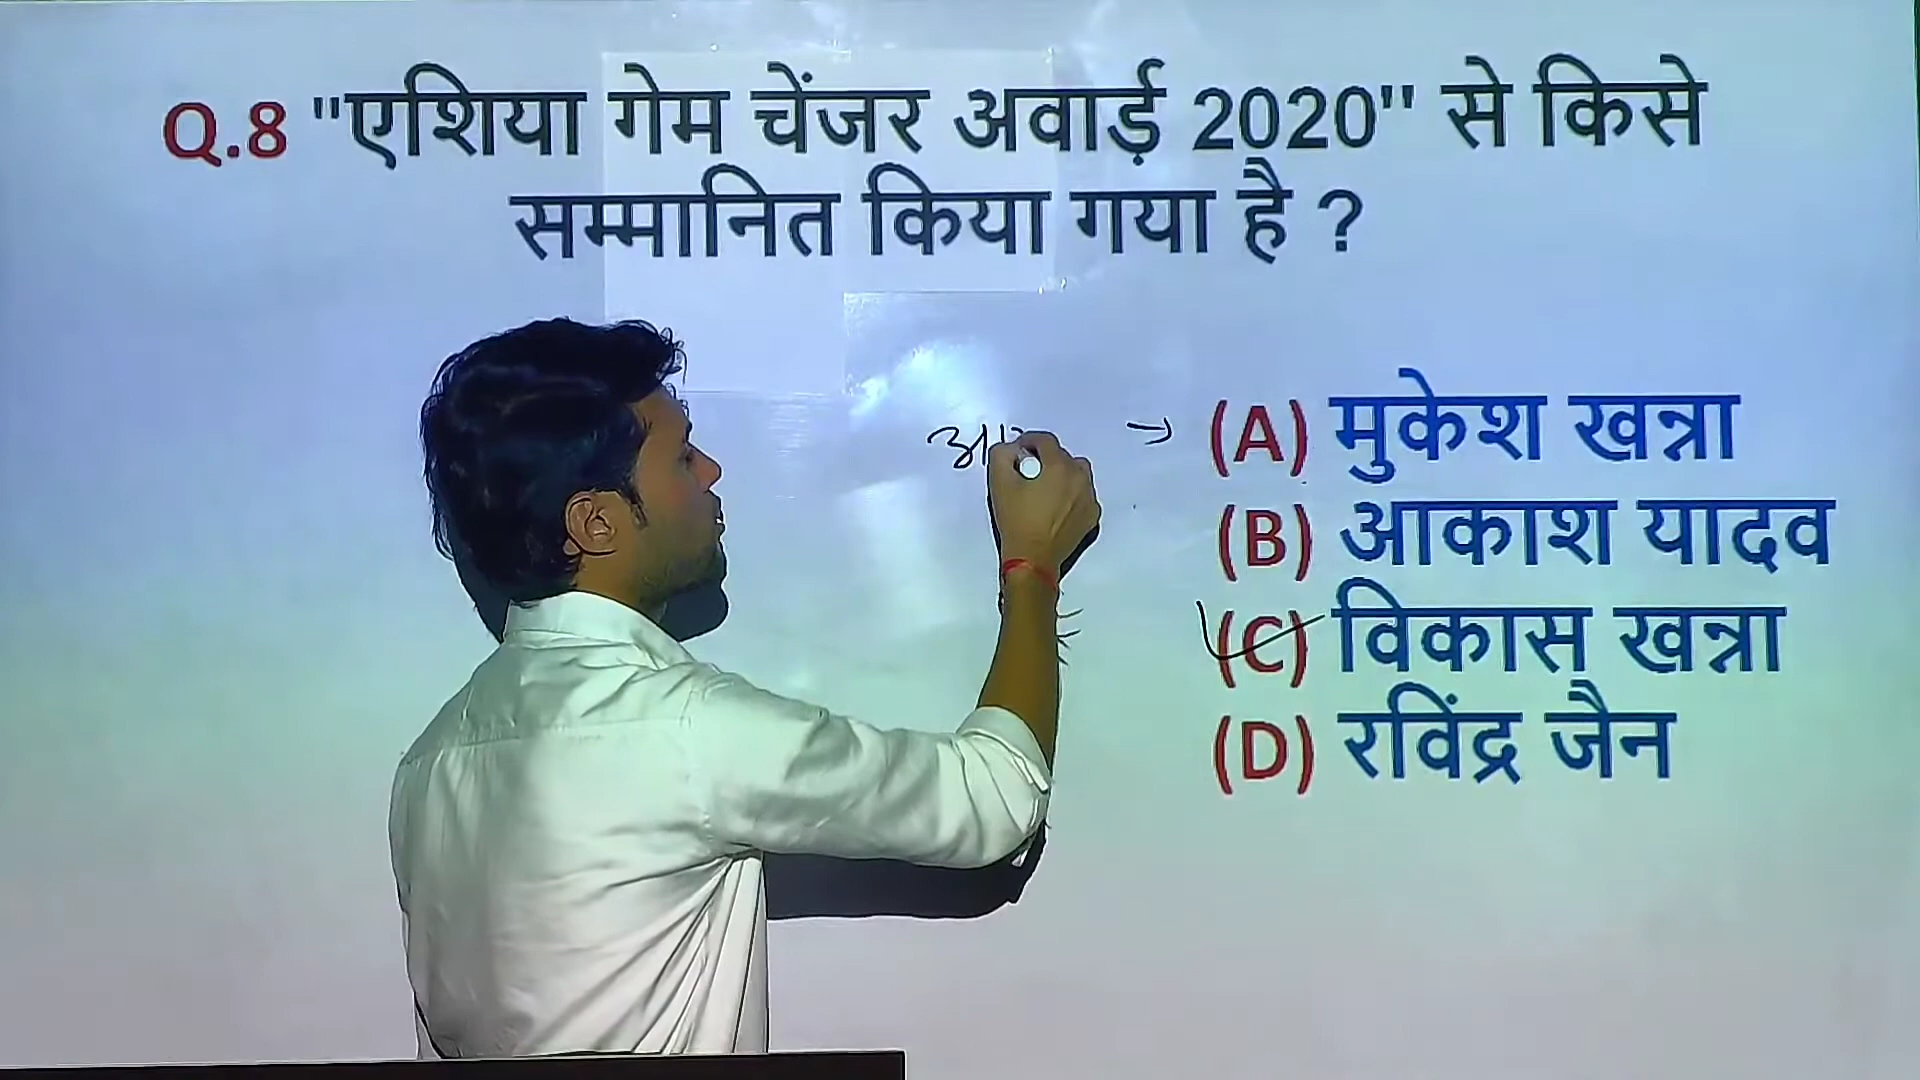 Q.8 "एशिया गेम चेंजर अवार्ड 2020" से किसे
सम्मानित किया गया है ?
(A) मुकेश खन्ना
(B) आकाश यादव
(C) विकास खन्ना
(D) रविंद्र जैन